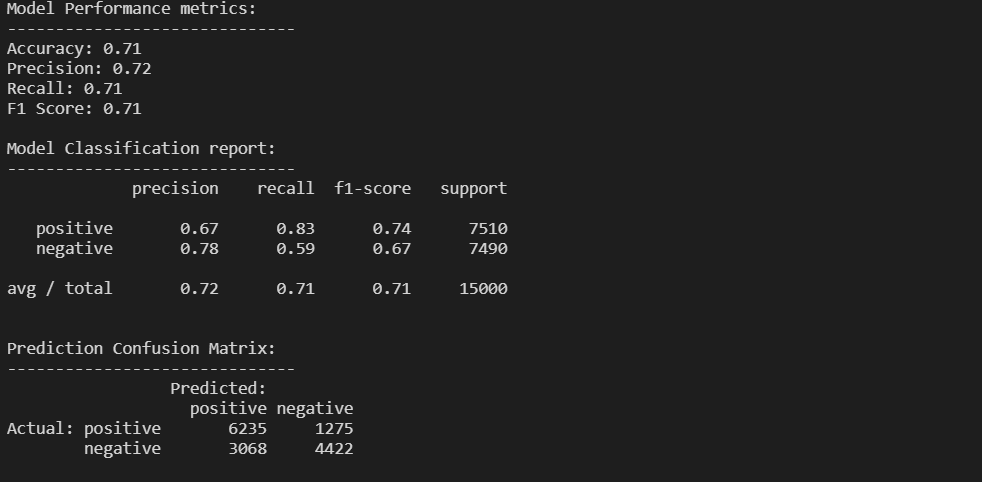 Model Performance metrics:
------------------------------
Accuracy: 0.71
Precision: 0.72
Recall: 0.71
F1 Score: 0.71
Model Classification report:
------------------------------
precision    recall  f1-score   support
positive       0.67      0.83      0.74      7510
negative       0.78      0.59      0.67      7490
avg / total       0.72      0.71      0.71     15000
Prediction Confusion Matrix:
------------------------------
Predicted:
positive negative
Actual: positive       6235     1275
negative       3068     4422